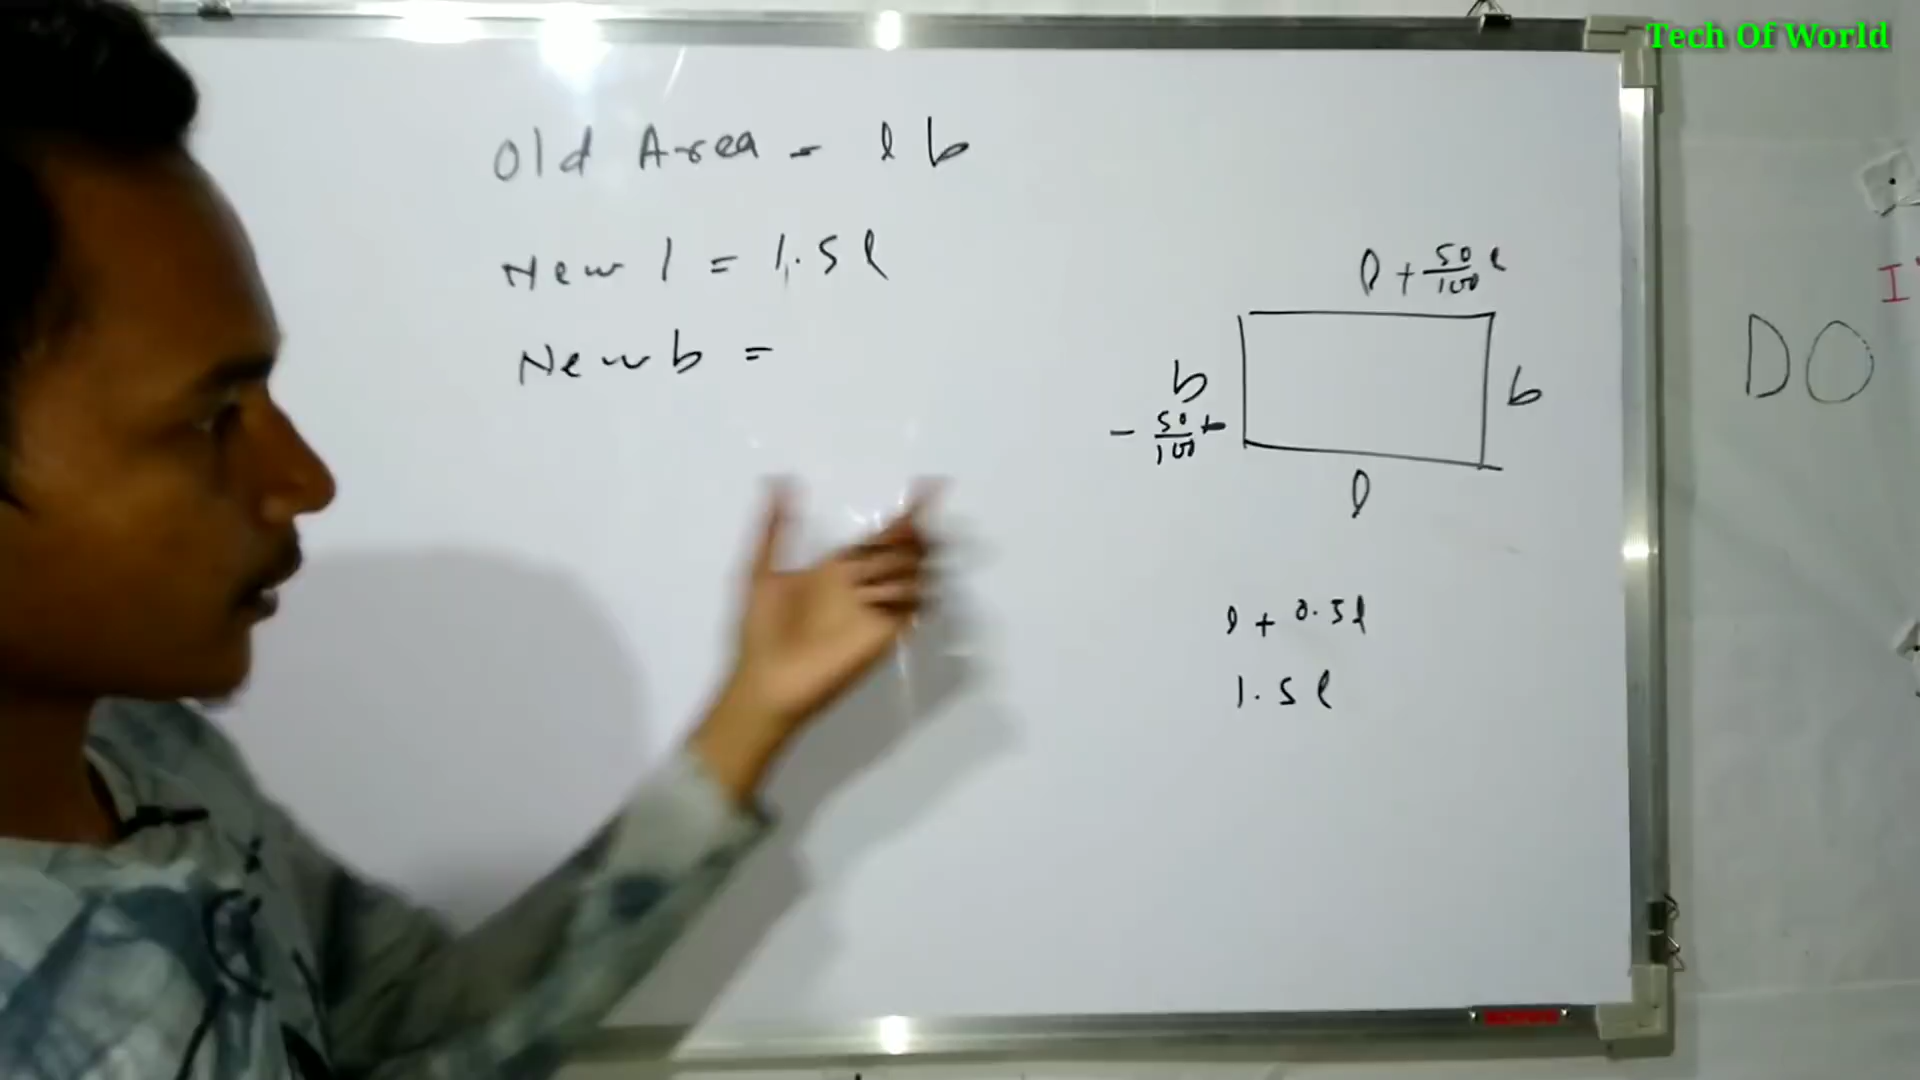 Tech Of World
Old Area = l b
New l = 1.5 l
New b =
l + 50/100 l
b
- 50/100 b
b
l
l + 0.5 l
1.5 l
DO
I'